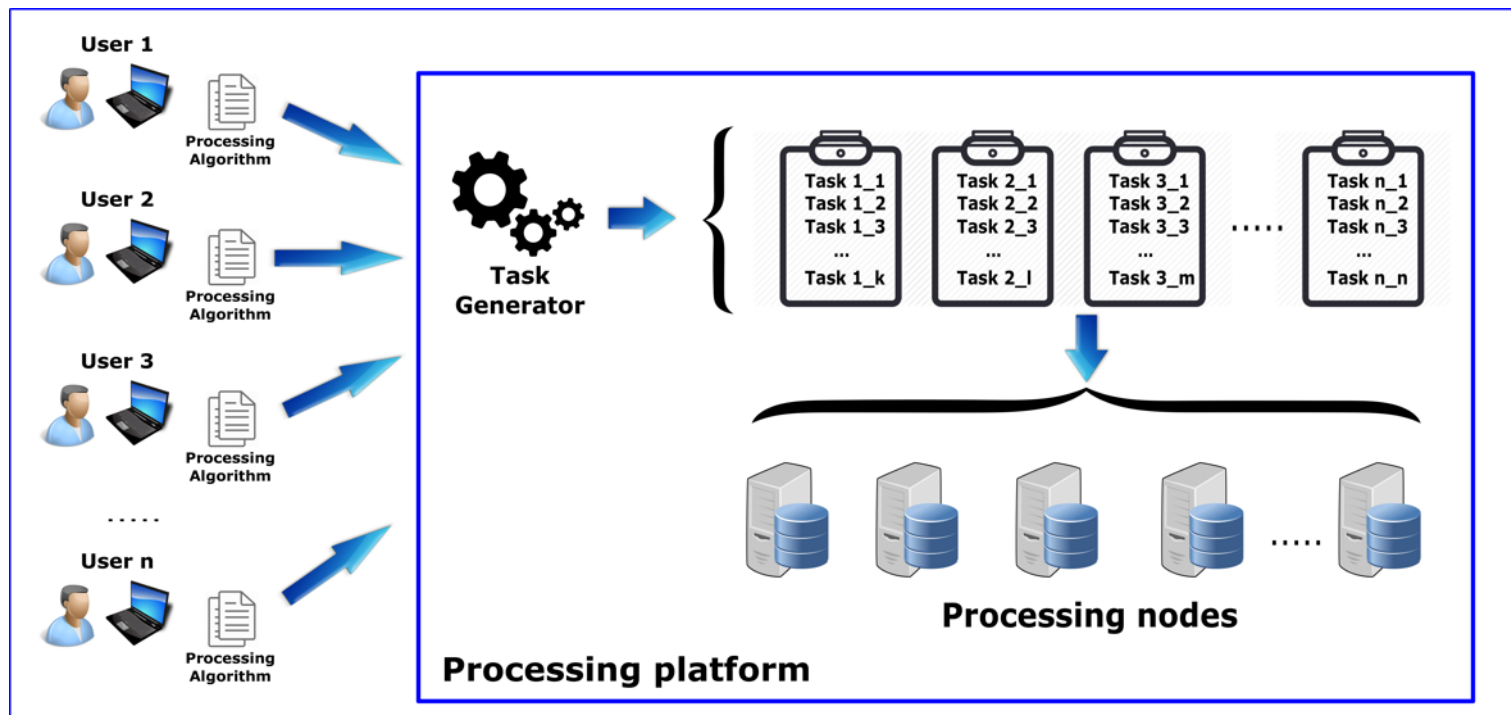 User 1
Processing
Algorithm
User 2
Processing
Algorithm
User 3
Processing
Algorithm
.....
User n
Processing
Algorithm
Task
Generator
Task 1_1
Task 1_2
Task 1_3
...
Task 1_k
Task 2_1
Task 2_2
Task 2_3
...
Task 2_l
Task 3_1
Task 3_2
Task 3_3
...
Task 3_m
.....
Task n_1
Task n_2
Task n_3
...
Task n_n
.....
Processing nodes
Processing platform